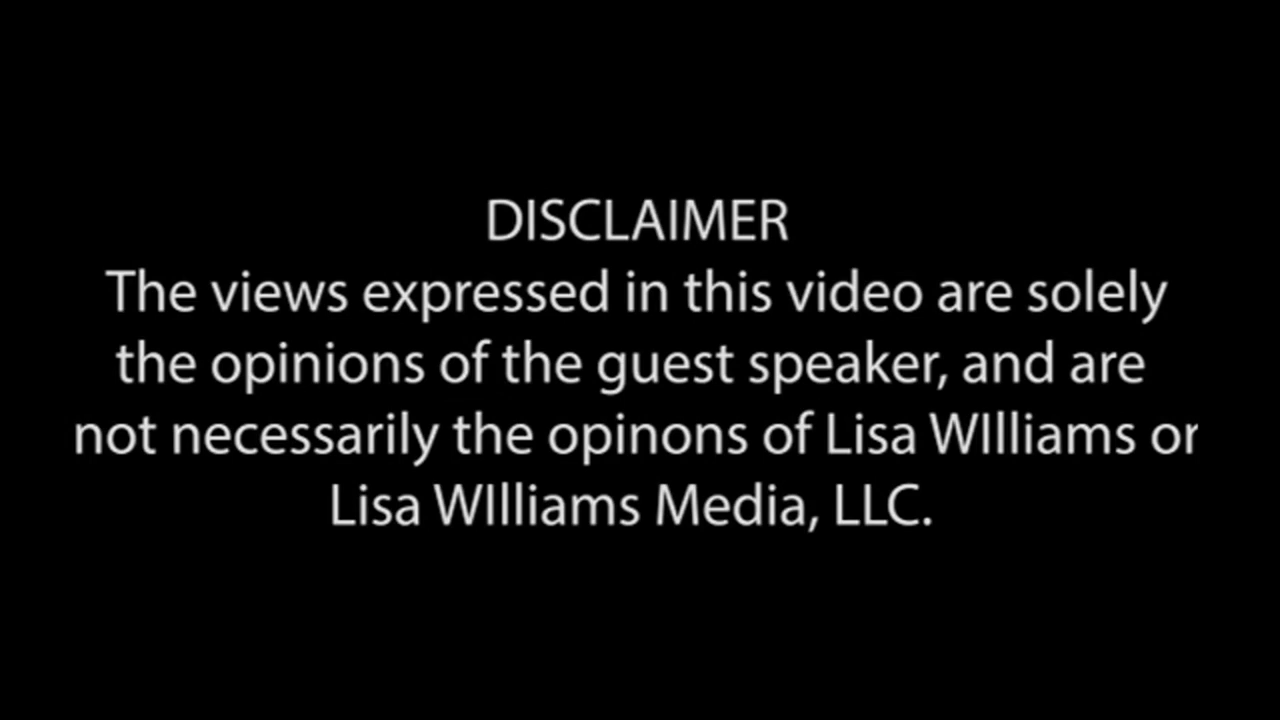 DISCLAIMER
The views expressed in this video are solely
the opinions of the guest speaker, and are
not necessarily the opinons of Lisa WIlliams or
Lisa WIlliams Media, LLC.